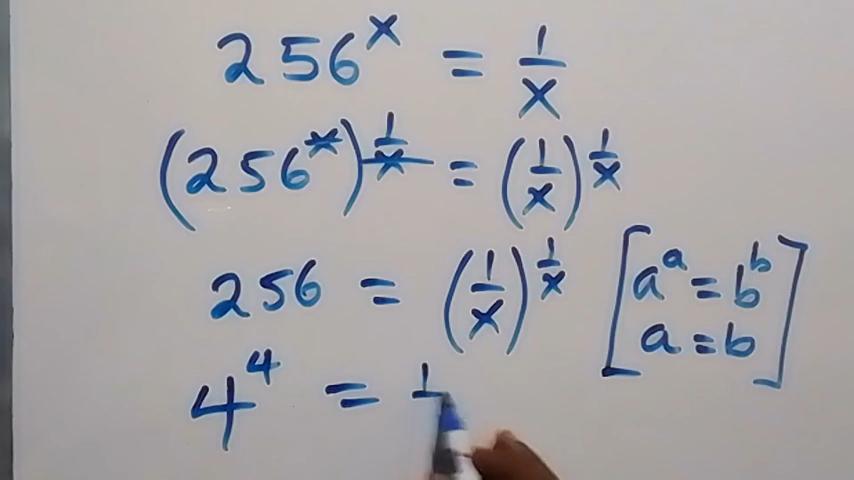 256^x = 1/x
(256^x)^(1/x) = (1/x)^(1/x)
256 = (1/x)^(1/x) [a^a = b^b
a = b]
4^4 = 1